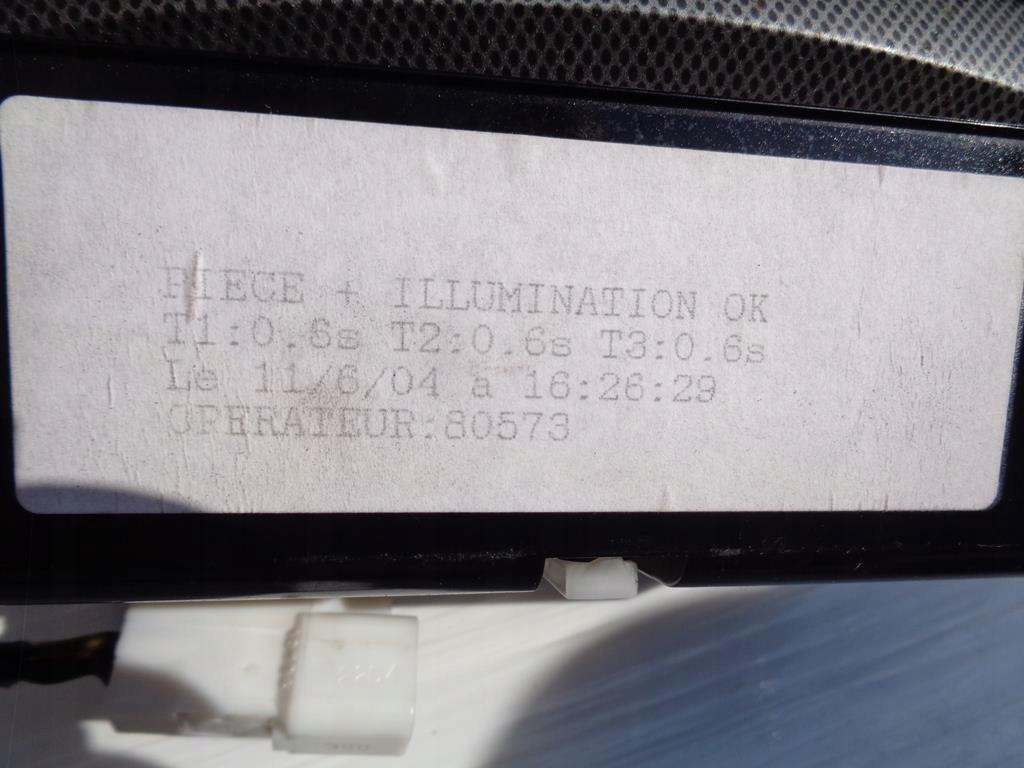 PIECE + ILLUMINATION OK
T1:0.6s T2:0.6s T3:0.6s
Le 11/6/04 a 16:26:29
OPERATEUR:80573